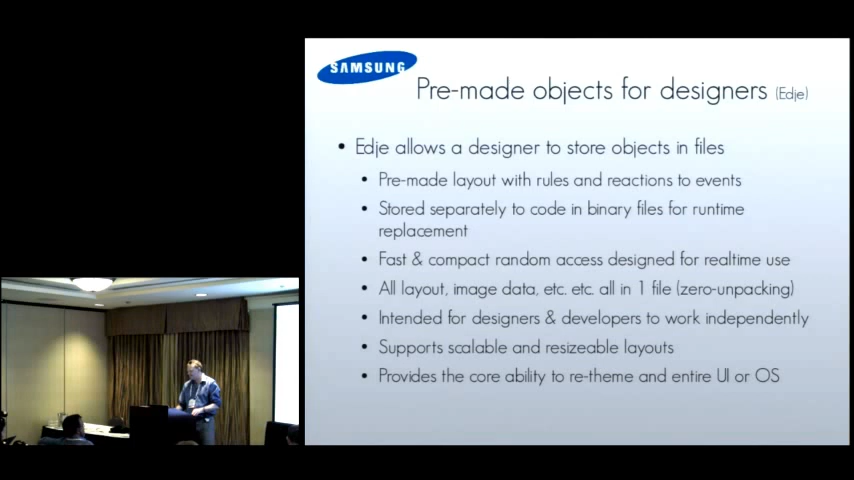 SAMSUNG
Pre-made objects for designers (Edje)
• Edje allows a designer to store objects in files
• Pre-made layout with rules and reactions to events
• Stored separately to code in binary files for runtime
replacement
• Fast & compact random access designed for realtime use
• All layout, image data, etc. etc. all in 1 file (zero-unpacking)
• Intended for designers & developers to work independently
• Supports scalable and resizeable layouts
• Provides the core ability to re-theme and entire UI or OS